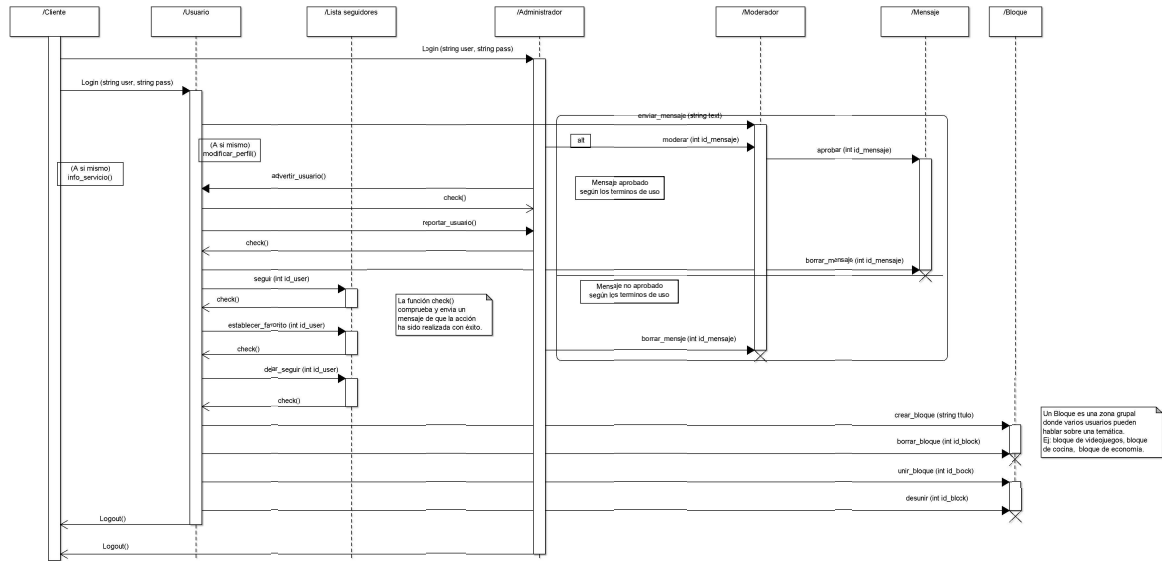 /Cliente
/Usuario
/Lista seguidores
/Administrador
/Moderador
/Mensaje
/Bloque
Login (string user, string pass)
Login (string user, string pass)
enviar_mensaje (string text)
alt
moderar (int id_mensaje)
aprobar (int id_mensaje)
(A si mismo)
modificar_perfil()
(A si mismo)
info_servicio()
advertir_usuario()
Mensaje aprobado
según los terminos de uso
check()
reportar_usuario()
check()
borrar_mensaje (int id_mensaje)
segui (int id_user)
Mensaje no aprobado
según los terminos de uso
check()
La función check()
comprueba y envia un
mensaje de que la acción
ha sido realizada con éxito.
establecer_favorito (int id_user)
borrar_mensje (int id_mensaje)
check()
dejar_seguir (int id_user)
check()
crear_bloque (string título)
Un Bloque es una zona grupal
donde varios usuarios pueden
hablar sobre una temática.
Ej: bloque de videojuegos, bloque
de cocina, bloque de economía.
borrar_bloque (int id_block)
unir_bloque (int id_bock)
desunir (int id_block)
Logout()
Logout()